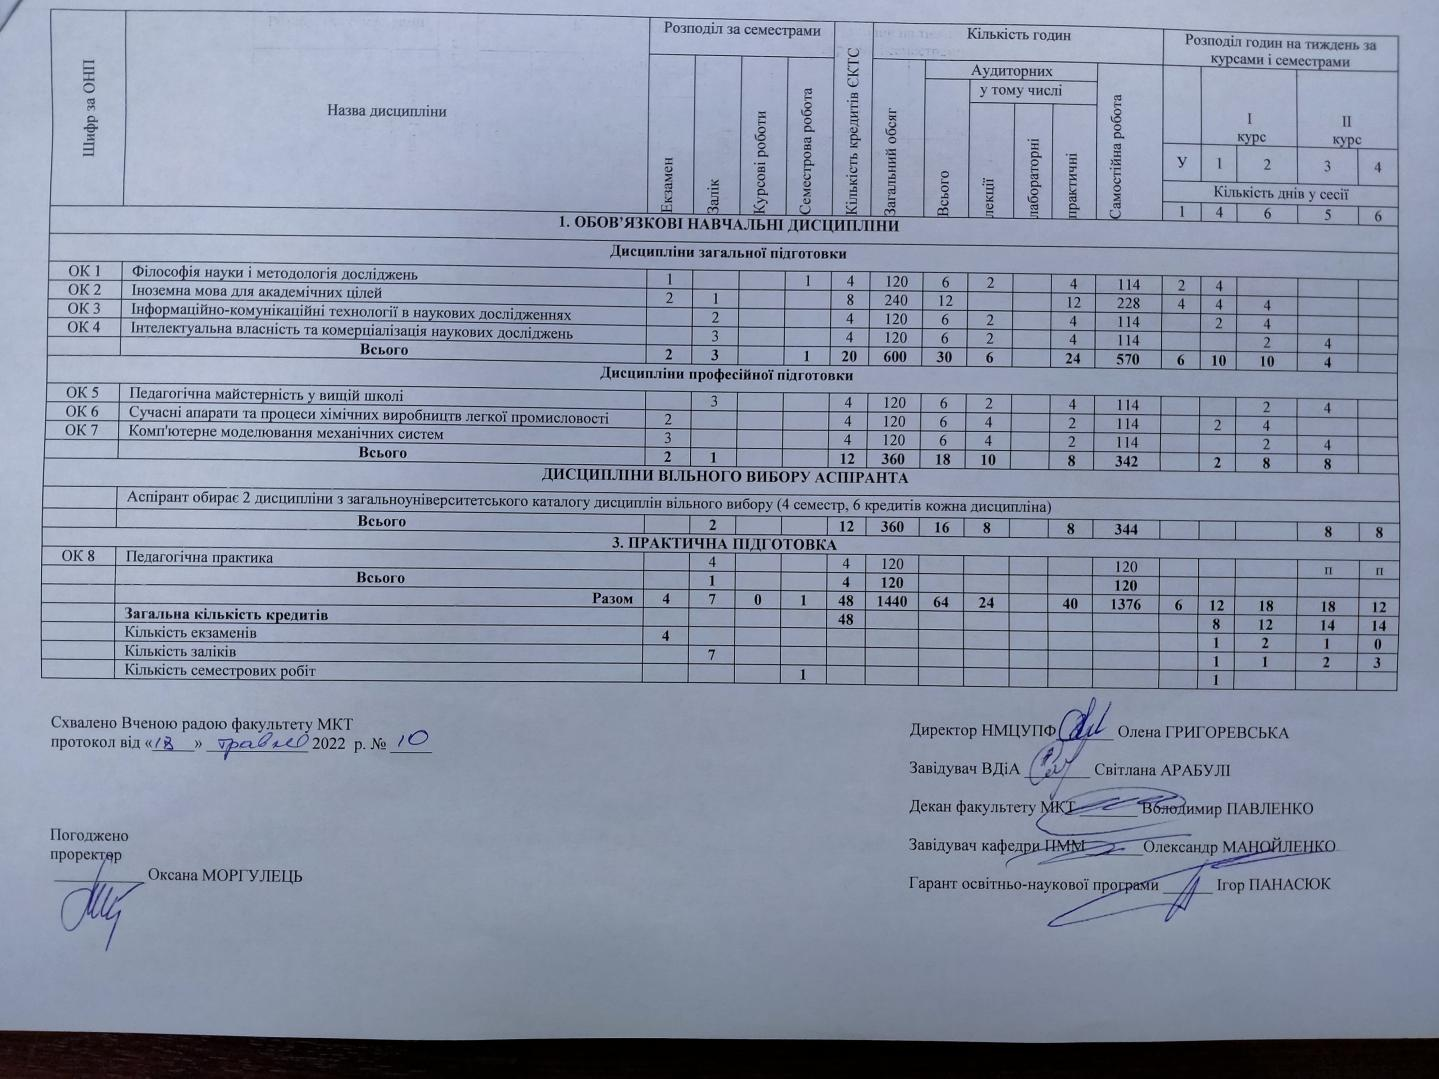 Шифр за ОНП Назва дисципліни Розподіл за семестрами Кількість кредитів ЄКТС Кількість годин Розподіл годин на тиждень за курсами і семестрами
Екзамен Залік Курсові роботи Семестрова робота Загальний обсяг Аудиторних Самостійна робота
Всього у тому числі
лекції лабораторні практичні
I курс II курс
У 1 2 3 4
Кількість днів у сесії
1 4 6 5 6
1. ОБОВ’ЯЗКОВІ НАВЧАЛЬНІ ДИСЦИПЛІНИ
Дисципліни загальної підготовки
ОК 1 Філософія науки і методологія досліджень 1 1 4 120 6 2 4 114 2 4
ОК 2 Іноземна мова для академічних цілей 2 1 8 240 12 12 228 4 4 4
ОК 3 Інформаційно-комунікаційні технології в наукових дослідженнях 2 4 120 6 2 4 114 2 4
ОК 4 Інтелектуальна власність та комерціалізація наукових досліджень 3 4 120 6 2 4 114 2 4
Всього 2 3 1 20 600 30 6 24 570 6 10 10 4
Дисципліни професійної підготовки
ОК 5 Педагогічна майстерність у вищій школі 3 4 120 6 2 4 114 2 4
ОК 6 Сучасні апарати та процеси хімічних виробництв легкої промисловості 2 4 120 6 4 2 114 2 4
ОК 7 Комп'ютерне моделювання механічних систем 3 4 120 6 4 2 114 2 4
Всього 2 1 12 360 18 10 8 342 2 8 8
ДИСЦИПЛІНИ ВІЛЬНОГО ВИБОРУ АСПІРАНТА
Аспірант обирає 2 дисципліни з загальноуніверситетського каталогу дисциплін вільного вибору (4 семестр, 6 кредитів кожна дисципліна)
Всього 2 12 360 16 8 8 344 8 8
3. ПРАКТИЧНА ПІДГОТОВКА
ОК 8 Педагогічна практика 4 4 120 120 п п
Всього 1 4 120 120
Разом 4 7 0 1 48 1440 64 24 40 1376 6 12 18 18 12
Загальна кількість кредитів 48 8 12 14 14
Кількість екзаменів 4 1 2 1 0
Кількість заліків 7 1 1 2 3
Кількість семестрових робіт 1 1
Схвалено Вченою радою факультету МКТ
протокол від «18» травня 2022 р. № 10
Директор НМЦУПФ Олена ГРИГОРЕВСЬКА
Завідувач ВДіА Світлана АРАБУЛІ
Декан факультету МКТ Володимир ПАВЛЕНКО
Погоджено
проректор
Оксана МОРГУЛЕЦЬ
Завідувач кафедри ПММ Олександр МАНОЙЛЕНКО
Гарант освітньо-наукової програми Ігор ПАНАСЮК